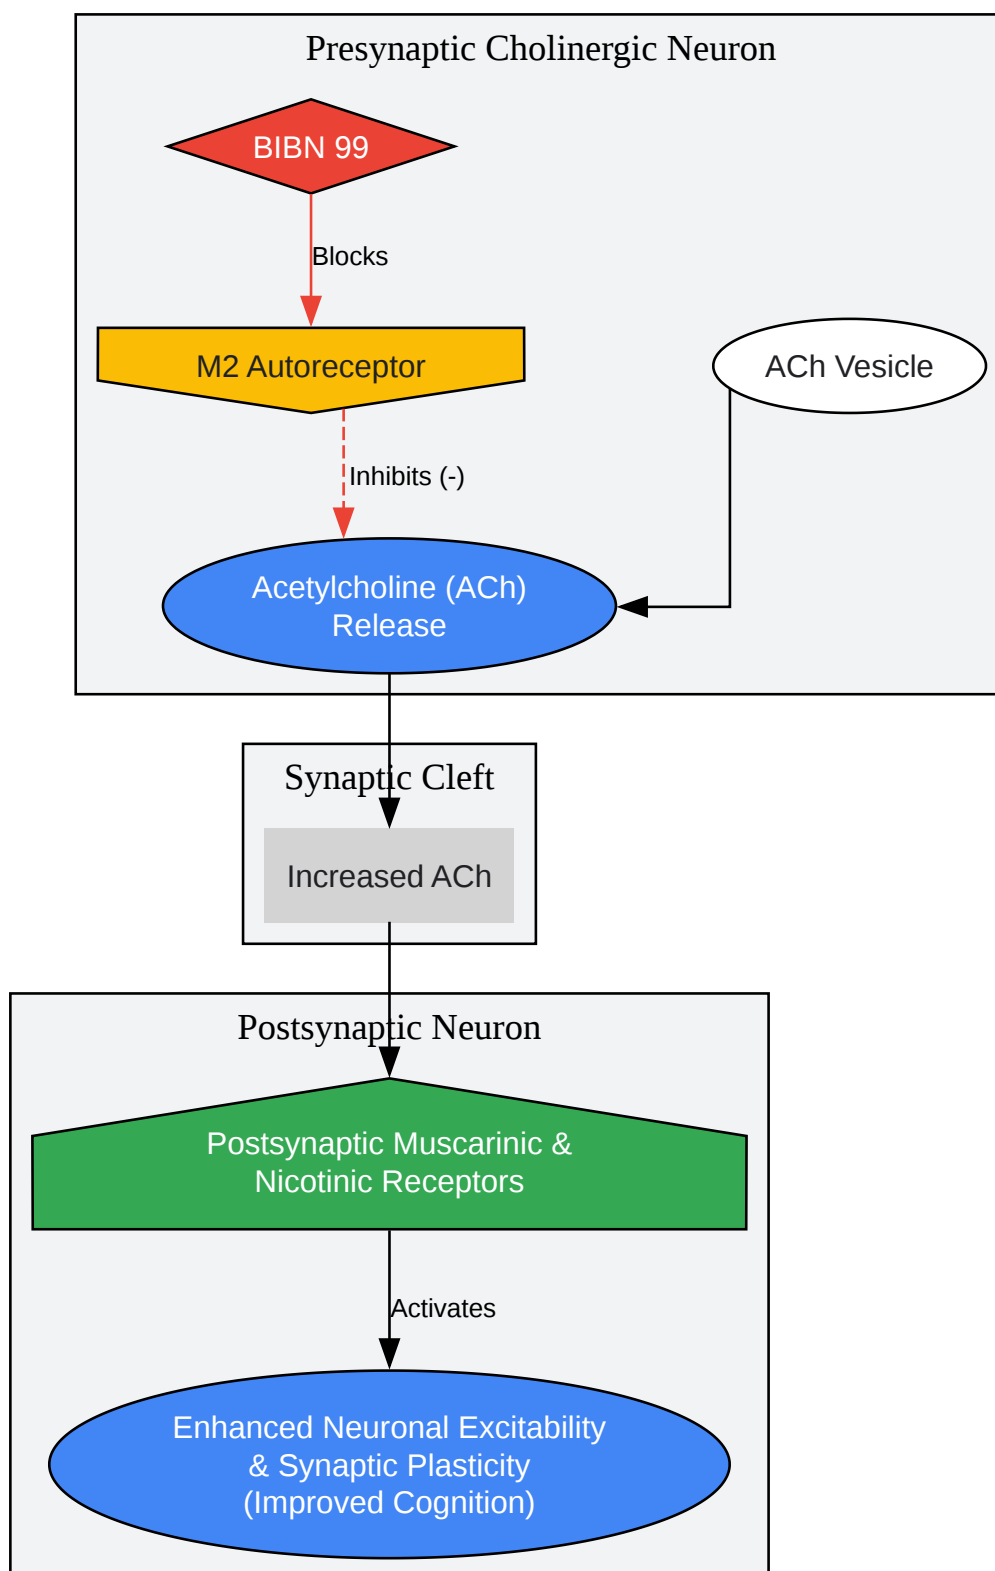 Presynaptic Cholinergic Neuron
BIBN 99
Blocks
M2 Autoreceptor
ACh Vesicle
Inhibits (-)
Acetylcholine (ACh)
Release
Synaptic Cleft
Increased ACh
Postsynaptic Neuron
Postsynaptic Muscarinic &
Nicotinic Receptors
Activates
Enhanced Neuronal Excitability
& Synaptic Plasticity
(Improved Cognition)